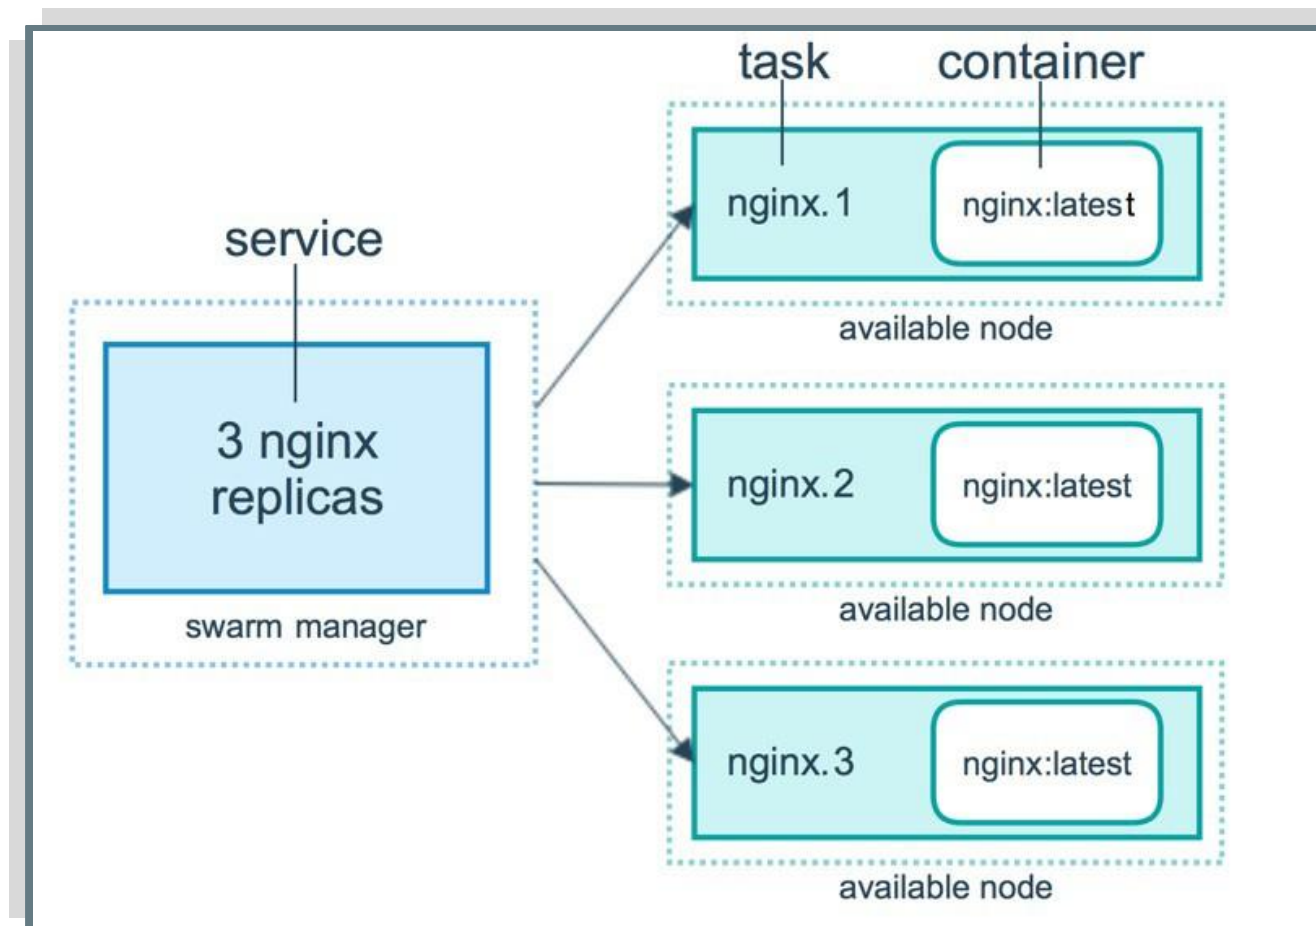 task
container
service
3 nginx
replicas
swarm manager
nginx.1
nginx:latest
available node
nginx.2
nginx:latest
available node
nginx.3
nginx:latest
available node